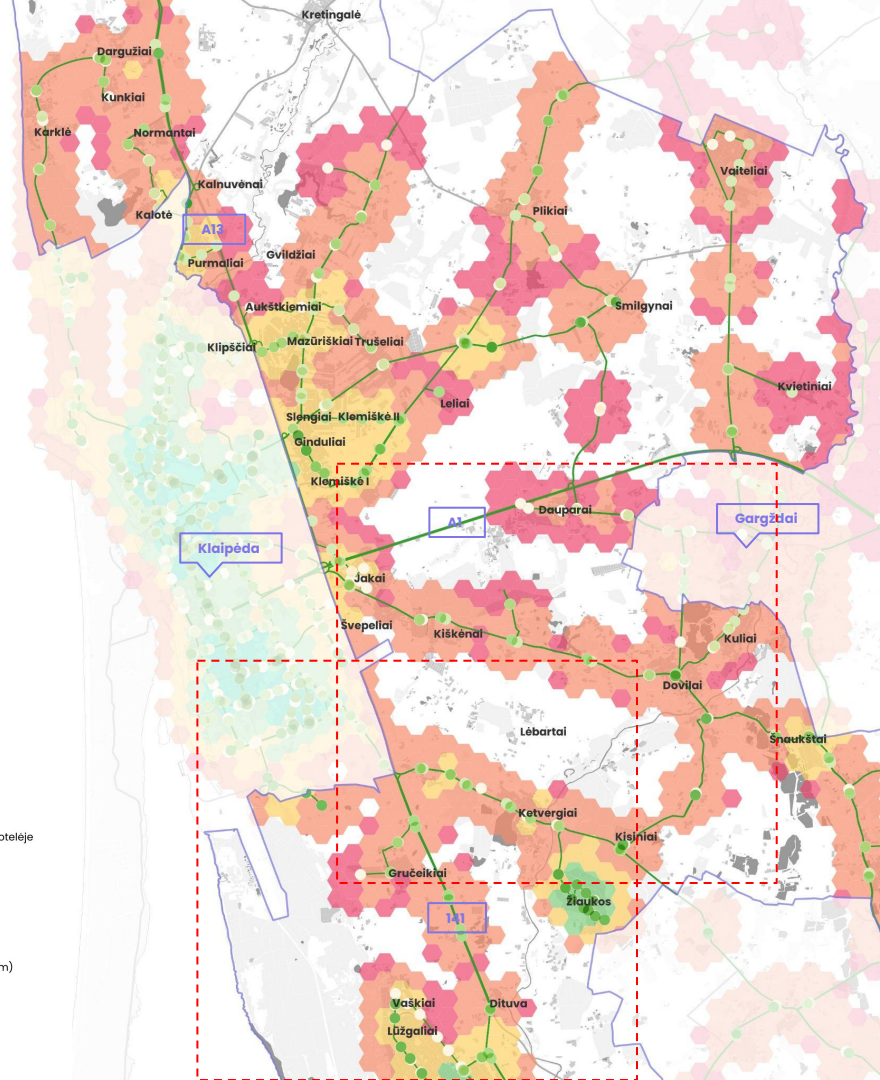 Kretingalė
Dargužiai
Kunkiai
Karklė
Normantai
Kalnuvėnai
Vaiteliai
Kalotė
Plikiai
A13
Gvildžiai
Purmaliai
Aukštkiemiai
Smilgynai
Klipščiai
Mazūriškiai
Trušeliai
Kvietiniai
Leliai
Slengiai
Klemiškė II
Ginduliai
Klemiškė I
Dauparai
A1
Gargždai
Klaipėda
Jakai
Švepeliai
Kiškėnai
Kuliai
Dovilai
Lėbartai
Šnaukštai
Ketvergiai
Kisiniai
otelėje
Gručeikiai
Žiaukos
141
m)
Vaškiai
Dituva
Lūžgaliai